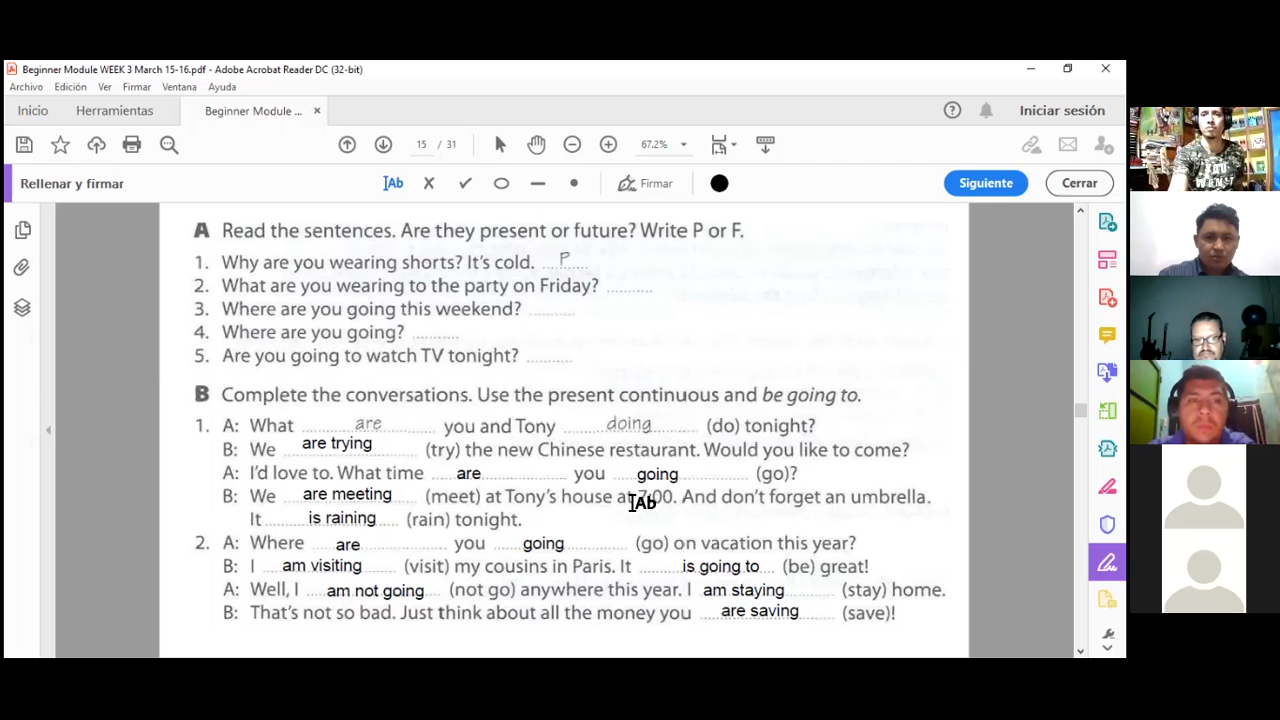 Beginner Module WEEK 3 March 15-16.pdf - Adobe Acrobat Reader DC (32-bit)
Archivo Edición Ver Firmar Ventana Ayuda
Inicio Herramientas Beginner Module ... × Iniciar sesión
15 / 31 67.2%
Rellenar y firmar Ab Firmar Siguiente Cerrar
A Read the sentences. Are they present or future? Write P or F.
1. Why are you wearing shorts? It's cold. P
2. What are you wearing to the party on Friday? ............
3. Where are you going this weekend? ............
4. Where are you going? ............
5. Are you going to watch TV tonight? ............
B Complete the conversations. Use the present continuous and be going to.
1. A: What are you and Tony doing (do) tonight?
B: We are trying (try) the new Chinese restaurant. Would you like to come?
A: I'd love to. What time are you going (go)?
B: We are meeting (meet) at Tony's house at 7:00. And don't forget an umbrella.
It is raining (rain) tonight.
2. A: Where are you going (go) on vacation this year?
B: I am visiting (visit) my cousins in Paris. It is going to (be) great!
A: Well, I am not going (not go) anywhere this year. I am staying (stay) home.
B: That's not so bad. Just think about all the money you are saving (save)!